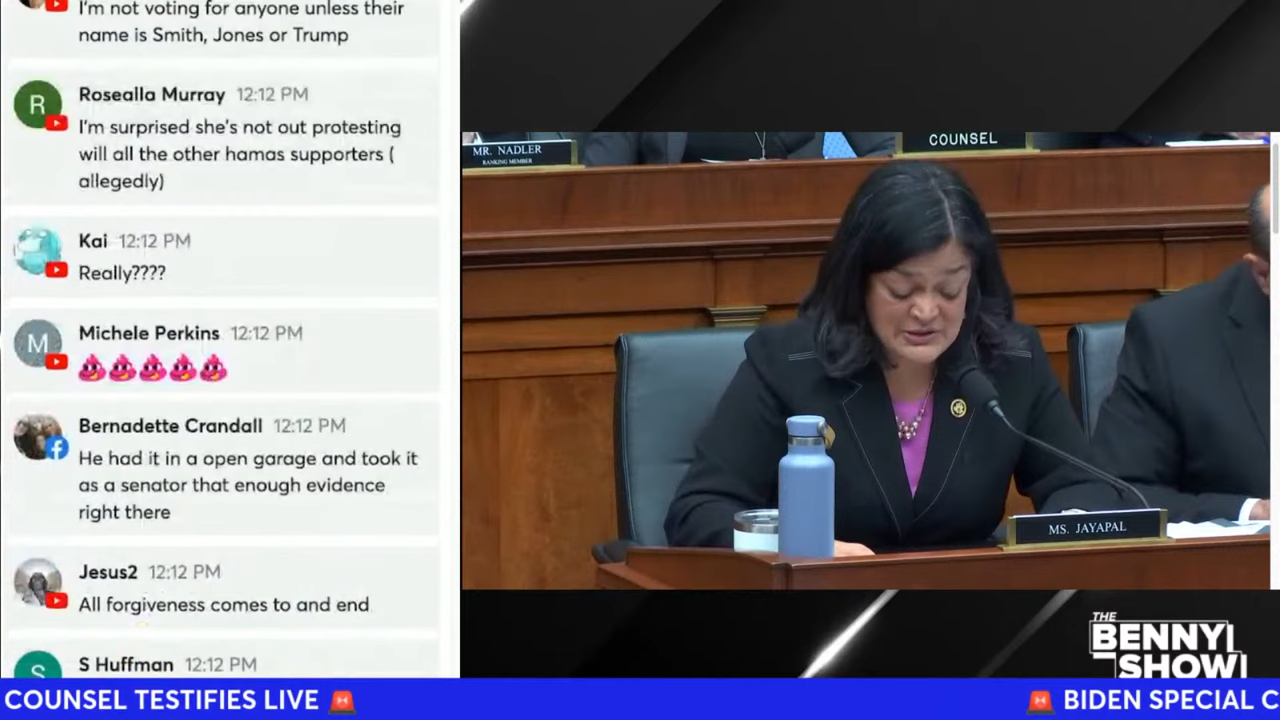 I'm not voting for anyone unless their
name is Smith, Jones or Trump
R
Rosealla Murray 12:12 PM
I'm surprised she's not out protesting
will all the other hamas supporters (
allegedly)
Kai 12:12 PM
Really????
M
Michele Perkins 12:12 PM
💩💩💩💩💩
Bernadette Crandall 12:12 PM
He had it in a open garage and took it
as a senator that enough evidence
right there
Jesus2 12:12 PM
All forgiveness comes to and end
S
S Huffman 12:12 PM
MR. NADLER
RANKING MEMBER
COUNSEL
MS. JAYAPAL
THE
BENNY
SHOW
COUNSEL TESTIFIES LIVE 🚨
🚨 BIDEN SPECIAL C